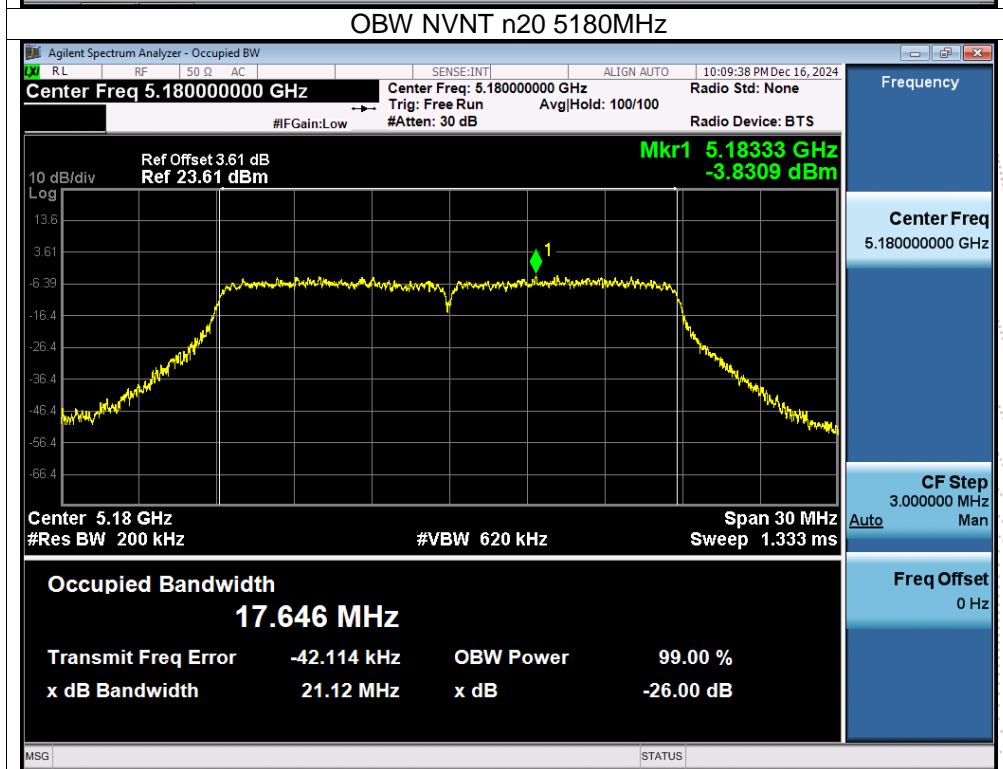 OBW NVNT n20 5180MHz
Agilent Spectrum Analyzer - Occupied BW
LXI RL RF 50 Ω AC SENSE:INT ALIGN AUTO 10:09:38 PM Dec 16, 2024
Center Freq 5.180000000 GHz Center Freq: 5.180000000 GHz Radio Std: None
Trig: Free Run Avg|Hold: 100/100
#IFGain:Low #Atten: 30 dB Radio Device: BTS
Frequency
Mkr1 5.18333 GHz
-3.8309 dBm
Ref Offset 3.61 dB
10 dB/div Ref 23.61 dBm
Log
13.6
3.61
-6.39
-16.4
-26.4
-36.4
-46.4
-56.4
-66.4
1
Center 5.18 GHz Span 30 MHz
#Res BW 200 kHz #VBW 620 kHz Sweep 1.333 ms
Occupied Bandwidth
17.646 MHz
Transmit Freq Error -42.114 kHz OBW Power 99.00 %
x dB Bandwidth 21.12 MHz x dB -26.00 dB
Center Freq
5.180000000 GHz
CF Step
3.000000 MHz
Auto Man
Freq Offset
0 Hz
MSG STATUS